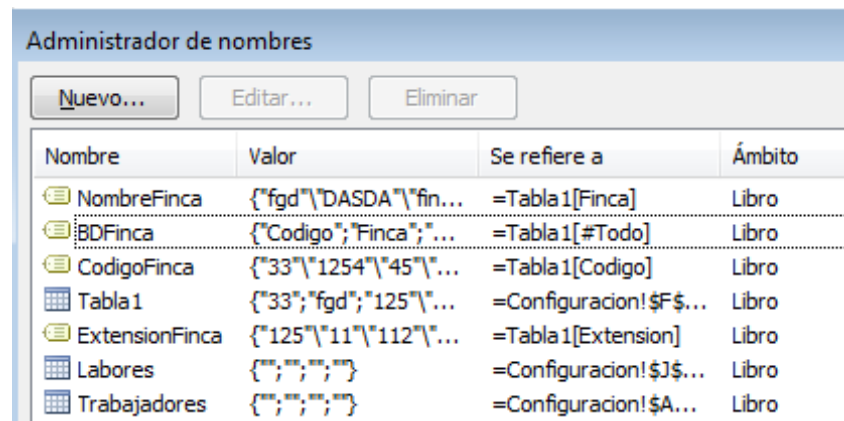 Administrador de nombres
Nuevo... Editar... Eliminar
Nombre Valor Se refiere a Ámbito
NombreFinca {"fgd"\"DASDA"\"fin... =Tabla1[Finca] Libro
BDFinca {"Codigo";"Finca";"... =Tabla1[#Todo] Libro
CodigoFinca {"33"\"1254"\"45"\"... =Tabla1[Codigo] Libro
Tabla1 {"33";"fgd";"125"\"... =Configuracion!$F$... Libro
ExtensionFinca {"125"\"11"\"112"\"... =Tabla1[Extension] Libro
Labores {"";"";"";""} =Configuracion!$J$... Libro
Trabajadores {"";"";"";""} =Configuracion!$A... Libro